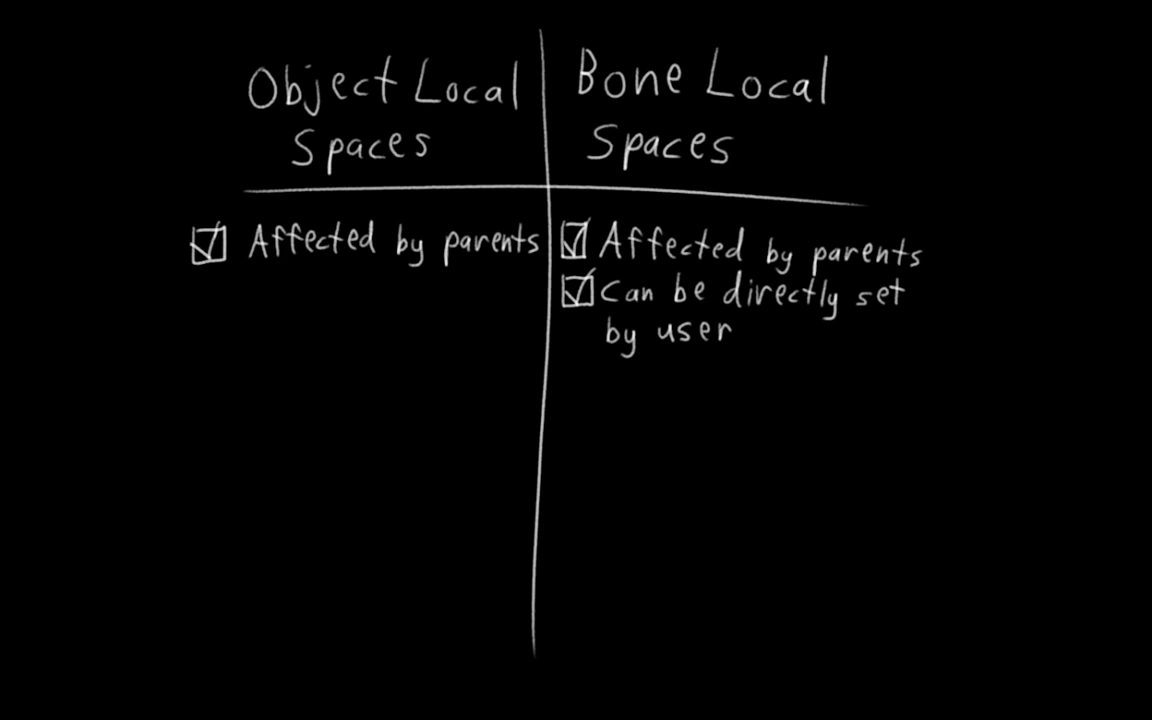 Object Local
Spaces
Bone Local
Spaces
Affected by parents
Affected by parents
Can be directly set
by user